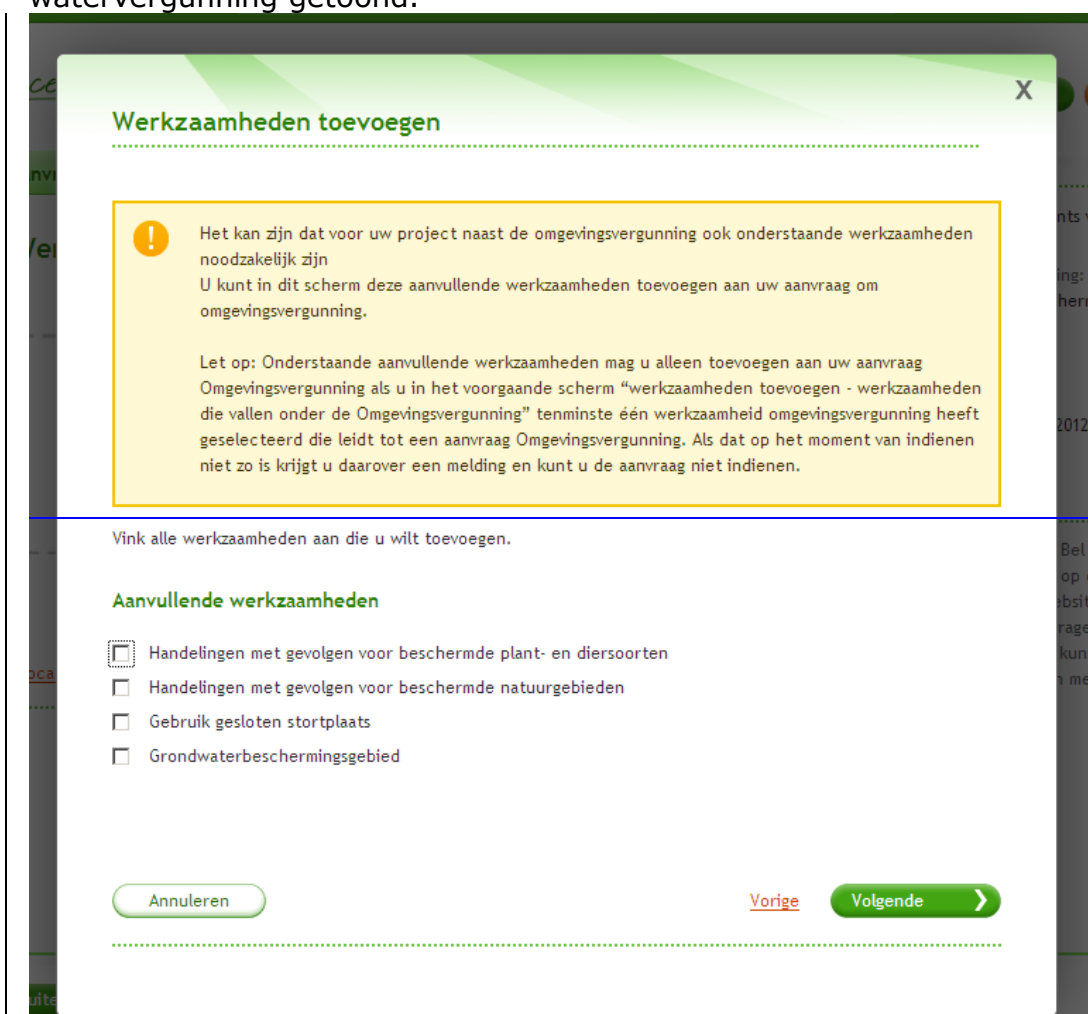 watervergunning getoond.
X
Werkzaamheden toevoegen
!
Het kan zijn dat voor uw project naast de omgevingsvergunning ook onderstaande werkzaamheden
noodzakelijk zijn
U kunt in dit scherm deze aanvullende werkzaamheden toevoegen aan uw aanvraag om
omgevingsvergunning.
Let op: Onderstaande aanvullende werkzaamheden mag u alleen toevoegen aan uw aanvraag
Omgevingsvergunning als u in het voorgaande scherm “werkzaamheden toevoegen - werkzaamheden
die vallen onder de Omgevingsvergunning” tenminste één werkzaamheid omgevingsvergunning heeft
geselecteerd die leidt tot een aanvraag Omgevingsvergunning. Als dat op het moment van indienen
niet zo is krijgt u daarover een melding en kunt u de aanvraag niet indienen.
Vink alle werkzaamheden aan die u wilt toevoegen.
Aanvullende werkzaamheden
Handelingen met gevolgen voor beschermde plant- en diersoorten
Handelingen met gevolgen voor beschermde natuurgebieden
Gebruik gesloten stortplaats
Grondwaterbeschermingsgebied
Annuleren
Vorige
Volgende
2012
Bel
op